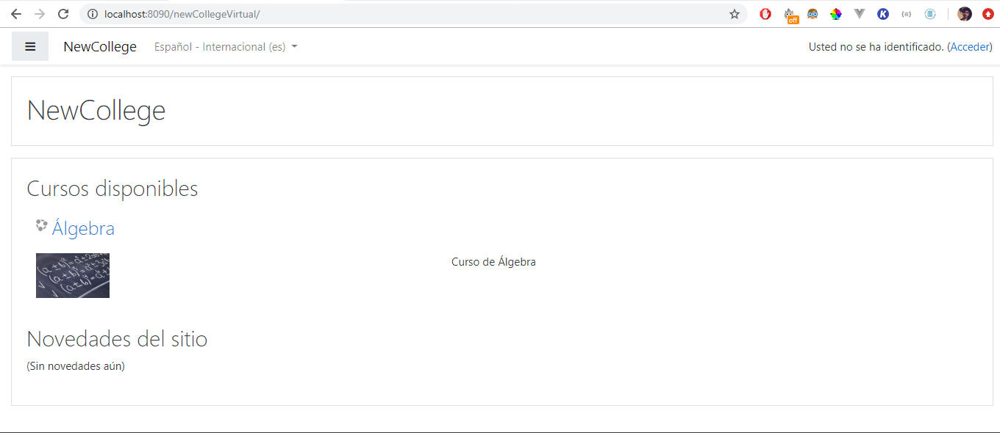 localhost:8090/newCollegeVirtual/
off
NewCollege Español - Internacional (es) Usted no se ha identificado. (Acceder)
NewCollege
Cursos disponibles
Álgebra
Curso de Álgebra
Novedades del sitio
(Sin novedades aún)